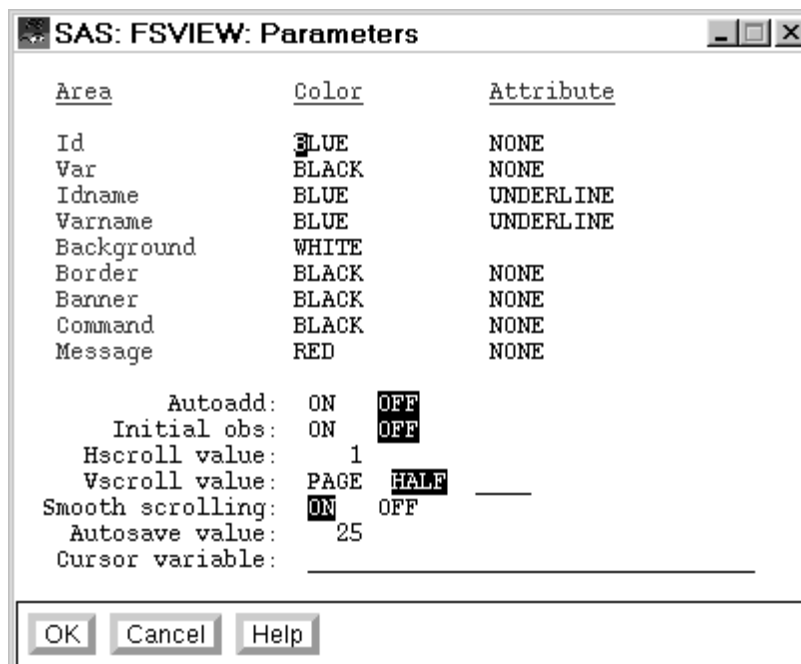 SAS: FSVIEW: Parameters
Area Color Attribute
Id BLUE NONE
Var BLACK NONE
Idname BLUE UNDERLINE
Varname BLUE UNDERLINE
Background WHITE
Border BLACK NONE
Banner BLACK NONE
Command BLACK NONE
Message RED NONE
Autoadd: ON OFF
Initial obs: ON OFF
Hscroll value: 1
Vscroll value: PAGE HALF
Smooth scrolling: ON OFF
Autosave value: 25
Cursor variable:
OK Cancel Help